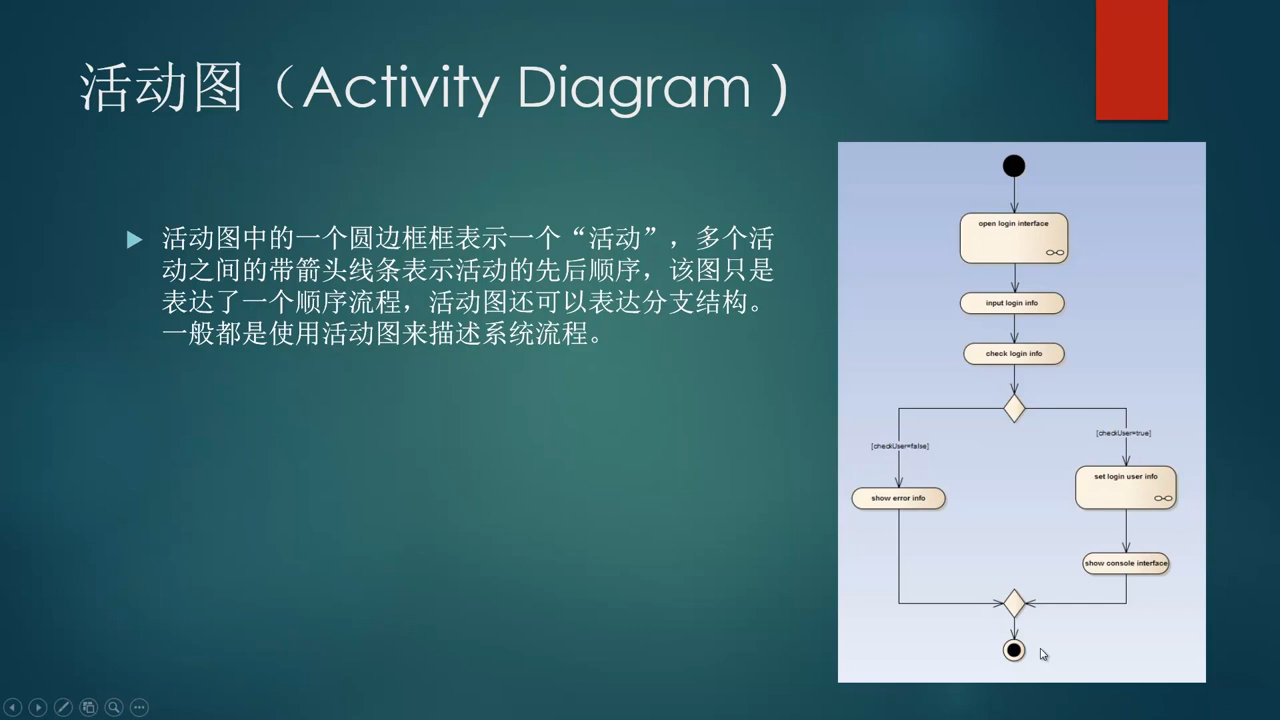 活动图（Activity Diagram )
活动图中的一个圆边框框表示一个“活动”，多个活
动之间的带箭头线条表示活动的先后顺序，该图只是
表达了一个顺序流程，活动图还可以表达分支结构。
一般都是使用活动图来描述系统流程。
open login interface
input login info
check login info
[checkUser=false]
[checkUser=true]
show error info
set login user info
show console interface